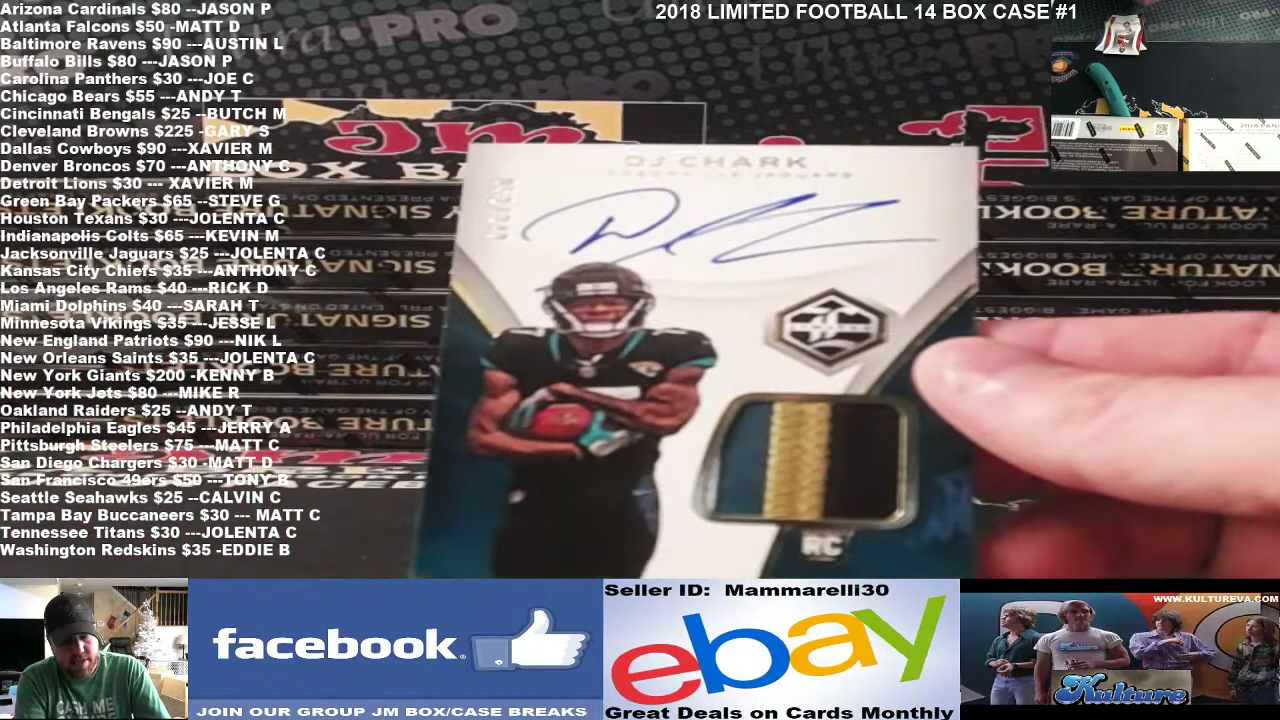 Arizona Cardinals $80 --JASON P
Atlanta Falcons $50 -MATT D
Baltimore Ravens $90 ---AUSTIN L
Buffalo Bills $80 ---JASON P
Carolina Panthers $30 ---JOE C
Chicago Bears $55 ---ANDY T
Cincinnati Bengals $25 --BUTCH M
Cleveland Browns $225 -GARY S
Dallas Cowboys $90 ---XAVIER M
Denver Broncos $70 ---ANTHONY C
Detroit Lions $30 --- XAVIER M
Green Bay Packers $65 --STEVE G
Houston Texans $30 ---JOLENTA C
Indianapolis Colts $65 ---KEVIN M
Jacksonville Jaguars $25 ---JOLENTA C
Kansas City Chiefs $35 ---ANTHONY C
Los Angeles Rams $40 ---RICK D
Miami Dolphins $40 ---SARAH T
Minnesota Vikings $35 ---JESSE L
New England Patriots $90 ---NIK L
New Orleans Saints $35 ---JOLENTA C
New York Giants $200 -KENNY B
New York Jets $80 ---MIKE R
Oakland Raiders $25 --ANDY T
Philadelphia Eagles $45 ---JERRY A
Pittsburgh Steelers $75 ---MATT C
San Diego Chargers $30 -MATT D
San Francisco 49ers $50 ---TONY B
Seattle Seahawks $25 --CALVIN C
Tampa Bay Buccaneers $30 --- MATT C
Tennessee Titans $30 ---JOLENTA C
Washington Redskins $35 -EDDIE B
2018 LIMITED FOOTBALL 14 BOX CASE #1
PRO
JM
DJ CHARK
JACKSONVILLE JAGUARS
RC
SIGNATURE BOOKL
NATURE BOOK
facebook
JOIN OUR GROUP JM BOX/CASE BREAKS
Seller ID: Mammarelli30
ebay
Great Deals on Cards Monthly
WWW.KULTUREVA.COM
Kulture